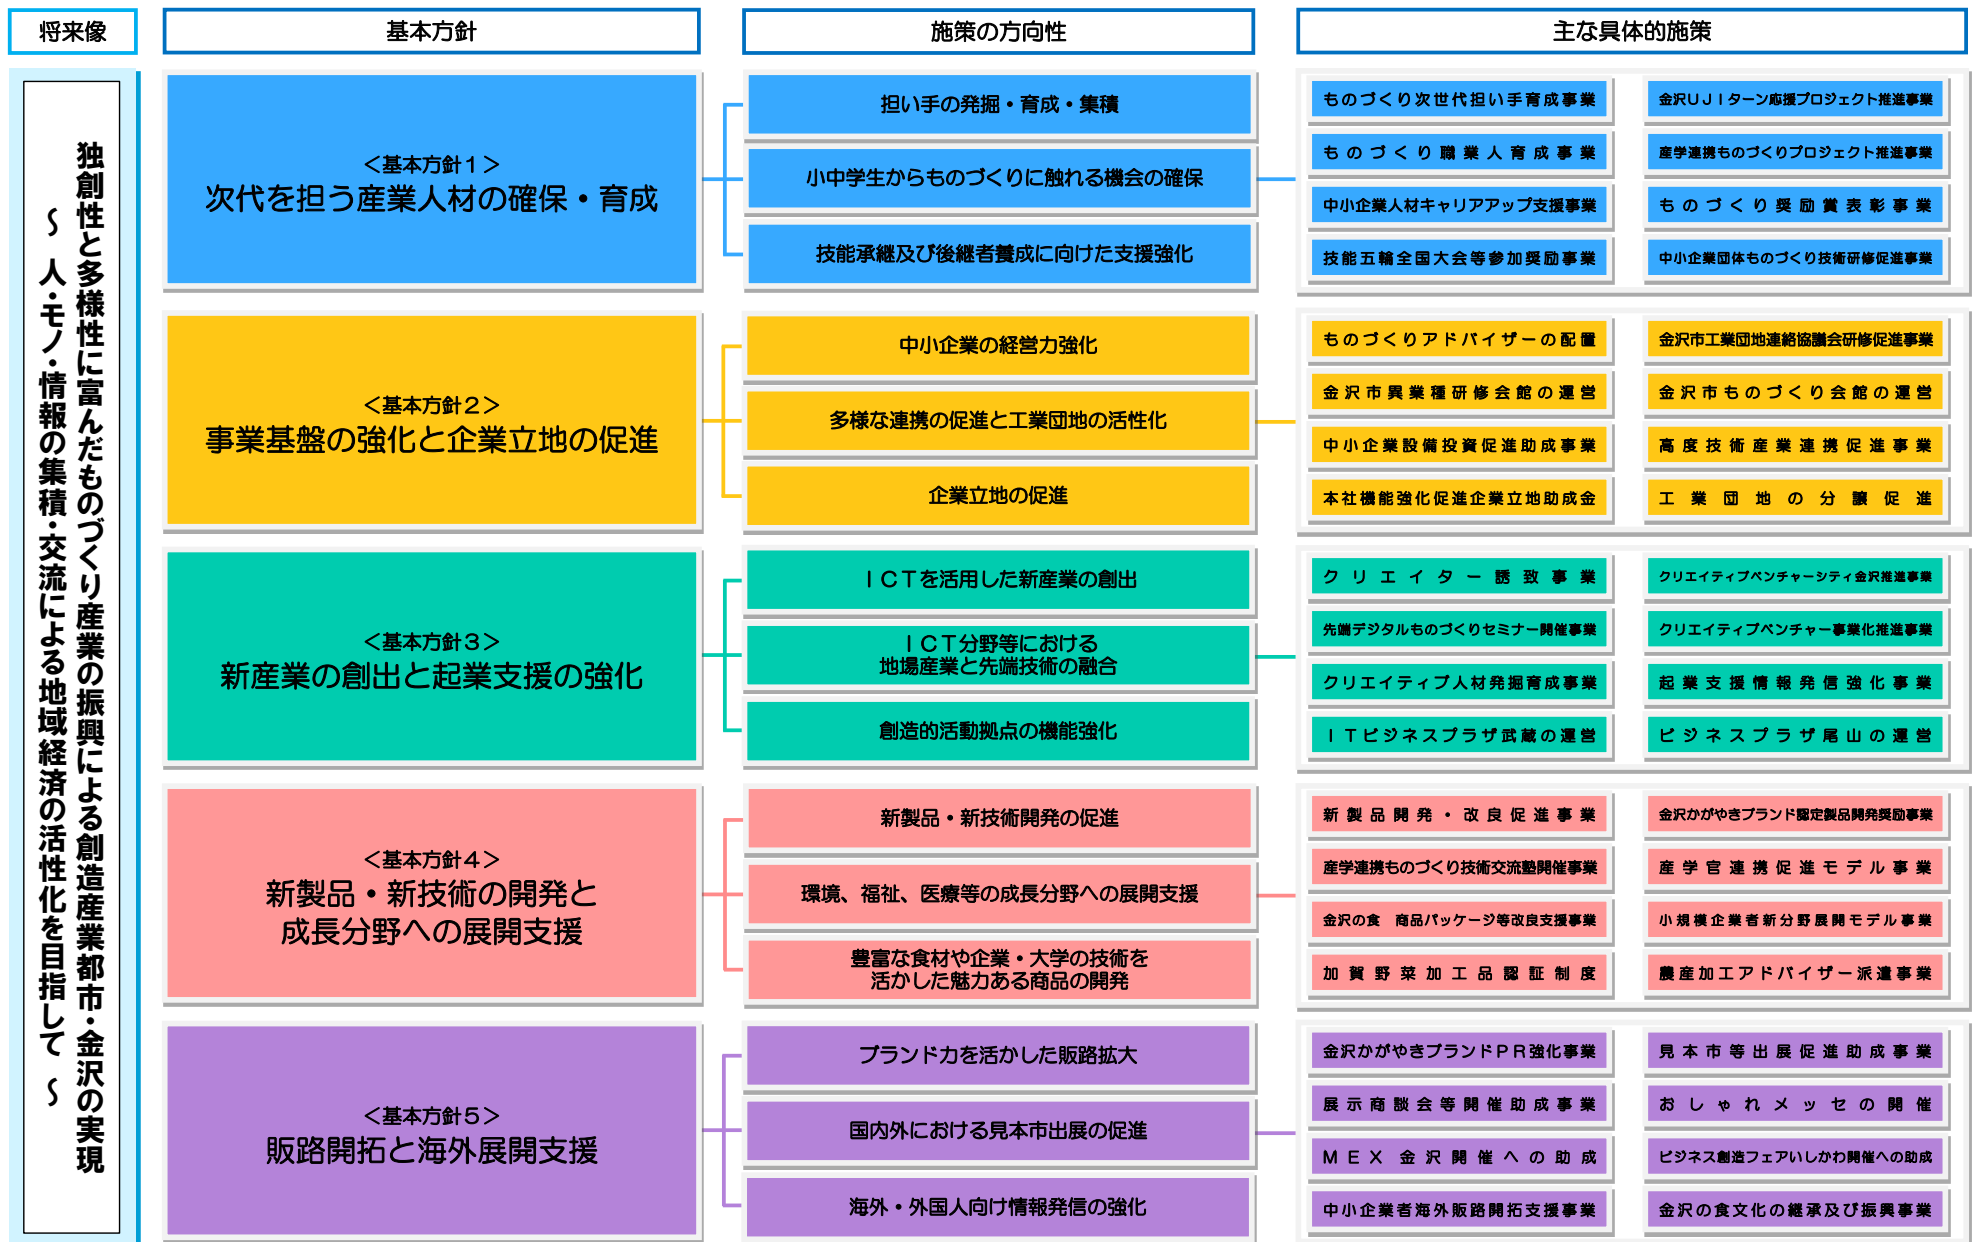 将来像
基本方針
施策の方向性
主な具体的施策
独創性と多様性に富んだものづくり産業の振興による創造産業都市・金沢の実現
～ 人・モノ・情報の集積・交流による地域経済の活性化を目指して ～
＜基本方針１＞
次代を担う産業人材の確保・育成
担い手の発掘・育成・集積
小中学生からものづくりに触れる機会の確保
技能承継及び後継者養成に向けた支援強化
ものづくり次世代担い手育成事業
金沢ＵＪＩターン応援プロジェクト推進事業
ものづくり職業人育成事業
産学連携ものづくりプロジェクト推進事業
中小企業人材キャリアアップ支援事業
ものづくり奨励賞表彰事業
技能五輪全国大会等参加奨励事業
中小企業団体ものづくり技術研修促進事業
＜基本方針２＞
事業基盤の強化と企業立地の促進
中小企業の経営力強化
多様な連携の促進と工業団地の活性化
企業立地の促進
ものづくりアドバイザーの配置
金沢市工業団地連絡協議会研修促進事業
金沢市異業種研修会館の運営
金沢市ものづくり会館の運営
中小企業設備投資促進助成事業
高度技術産業連携促進事業
本社機能強化促進企業立地助成金
工業団地の分譲促進
＜基本方針３＞
新産業の創出と起業支援の強化
ＩＣＴを活用した新産業の創出
ＩＣＴ分野等における
地場産業と先端技術の融合
創造的活動拠点の機能強化
クリエイター誘致事業
クリエイティブベンチャーシティ金沢推進事業
先端デジタルものづくりセミナー開催事業
クリエイティブベンチャー事業化推進事業
クリエイティブ人材発掘育成事業
起業支援情報発信強化事業
ＩＴビジネスプラザ武蔵の運営
ビジネスプラザ尾山の運営
＜基本方針４＞
新製品・新技術の開発と
成長分野への展開支援
新製品・新技術開発の促進
環境、福祉、医療等の成長分野への展開支援
豊富な食材や企業・大学の技術を
活かした魅力ある商品の開発
新製品開発・改良促進事業
金沢かがやきブランド認定製品開発奨励事業
産学連携ものづくり技術交流塾開催事業
産学官連携促進モデル事業
金沢の食　商品パッケージ等改良支援事業
小規模企業者新分野展開モデル事業
加賀野菜加工品認証制度
農産加工アドバイザー派遣事業
＜基本方針５＞
販路開拓と海外展開支援
ブランド力を活かした販路拡大
国内外における見本市出展の促進
海外・外国人向け情報発信の強化
金沢かがやきブランドＰＲ強化事業
見本市等出展促進助成事業
展示商談会等開催助成事業
おしゃれメッセの開催
ＭＥＸ金沢開催への助成
ビジネス創造フェアいしかわ開催への助成
中小企業者海外販路開拓支援事業
金沢の食文化の継承及び振興事業